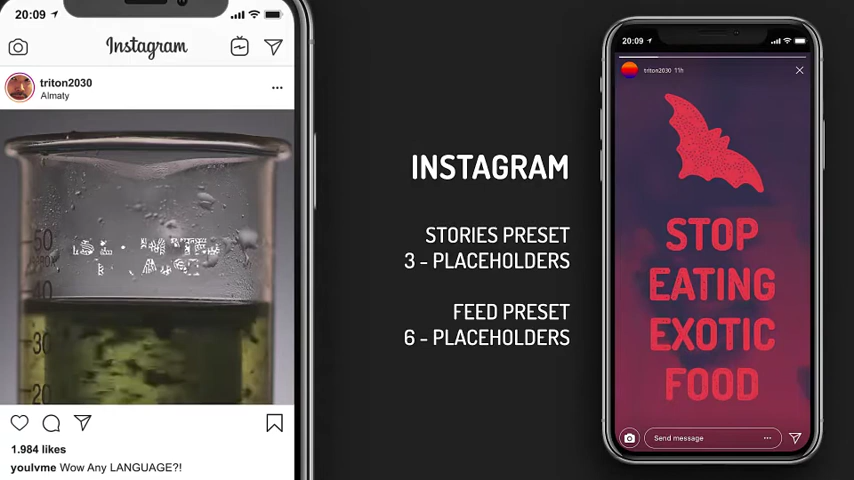 20:09
Instagram
triton2030
Almaty
50
40
30
20
1.984 likes
youlvme Wow Any LANGUAGE?!
INSTAGRAM
STORIES PRESET
3 - PLACEHOLDERS
FEED PRESET
6 - PLACEHOLDERS
20:09
triton2030 11h
STOP
EATING
EXOTIC
FOOD
Send message